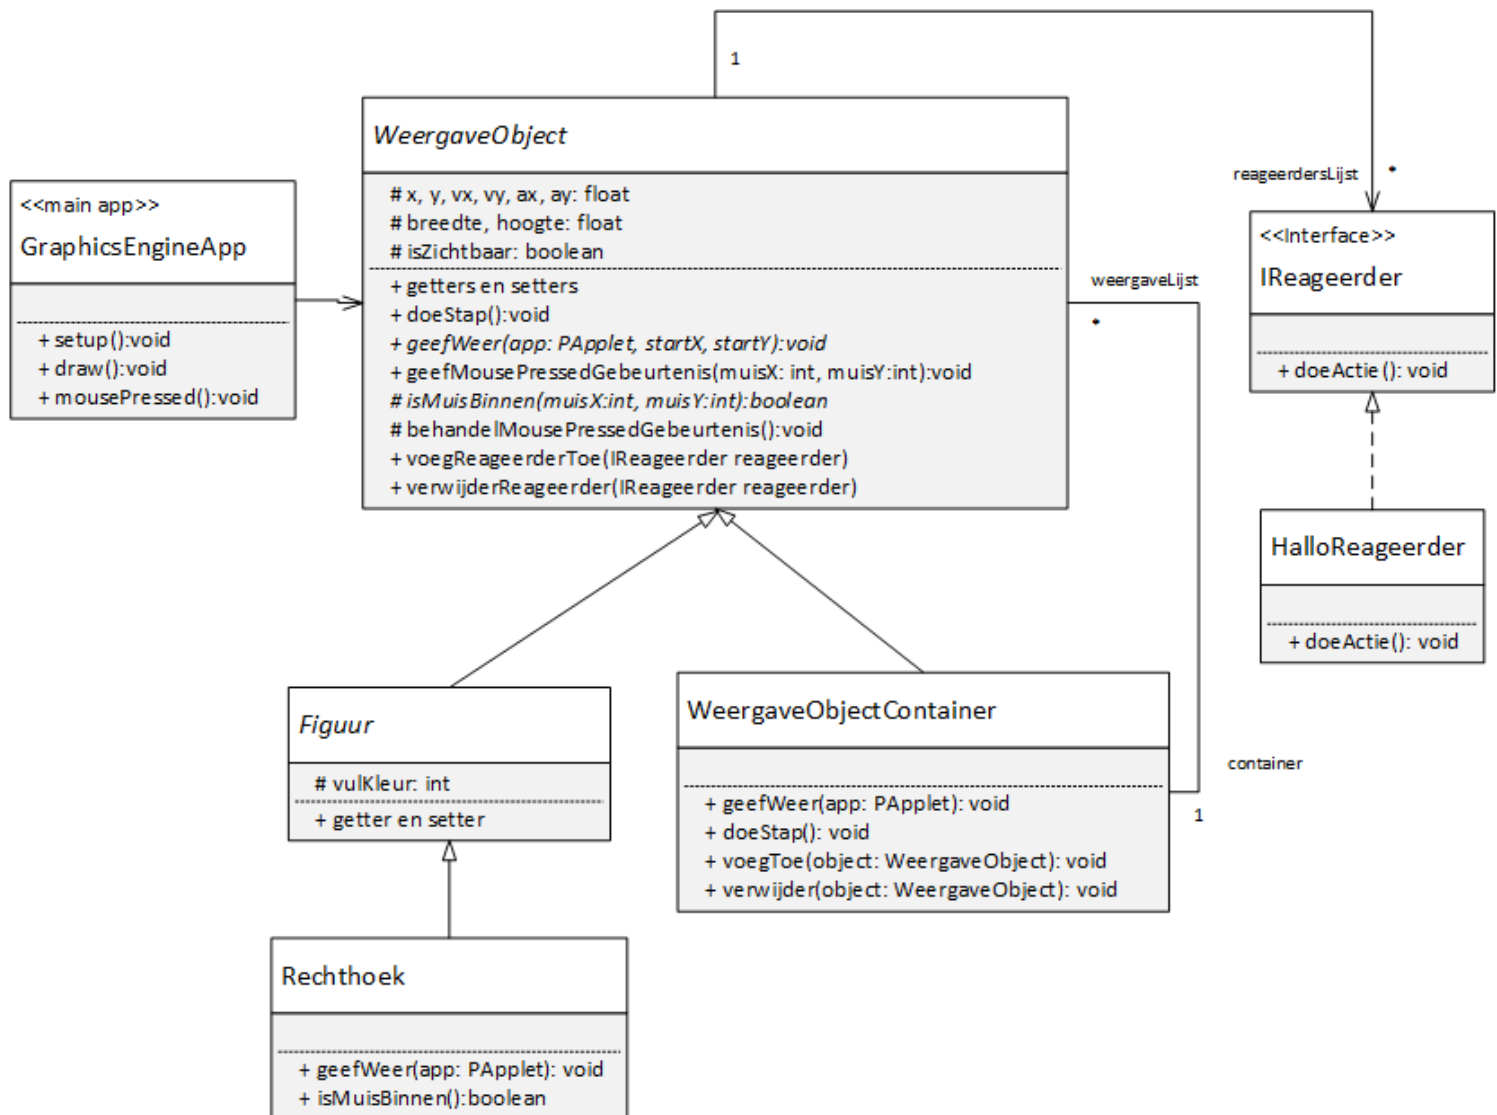 1
WeergaveObject
# x, y, vx, vy, ax, ay: float
# breedte, hoogte: float
# isZichtbaar: boolean
+ getters en setters
+ doeStap():void
+ geefWeer(app: PApplet, startX, startY):void
+ geefMousePressedGebeurtenis(muisX: int, muisY:int):void
# isMuisBinnen(muisX:int, muisY:int):boolean
# behandelMousePressedGebeurtenis():void
+ voegReageerderToe(IReageerder reageerder)
+ verwijderReageerder(IReageerder reageerder)
<<main app>>
GraphicsEngineApp
+ setup():void
+ draw():void
+ mousePressed():void
reageerdersLijst *
<<Interface>>
IReageerder
+ doeActie(): void
weergaveLijst
*
HalloReageerder
+ doeActie(): void
Figuur
# vulKleur: int
+ getter en setter
WeergaveObjectContainer
+ geefWeer(app: PApplet): void
+ doeStap(): void
+ voegToe(object: WeergaveObject): void
+ verwijder(object: WeergaveObject): void
container
1
Rechthoek
+ geefWeer(app: PApplet): void
+ isMuisBinnen():boolean